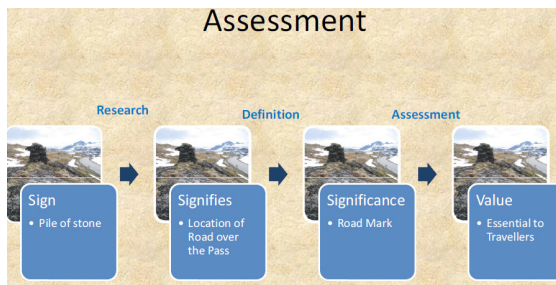 Assessment
Research
Definition
Assessment
Sign
• Pile of stone
Signifies
• Location of
Road over
the Pass
Significance
• Road Mark
Value
• Essential to
Travellers